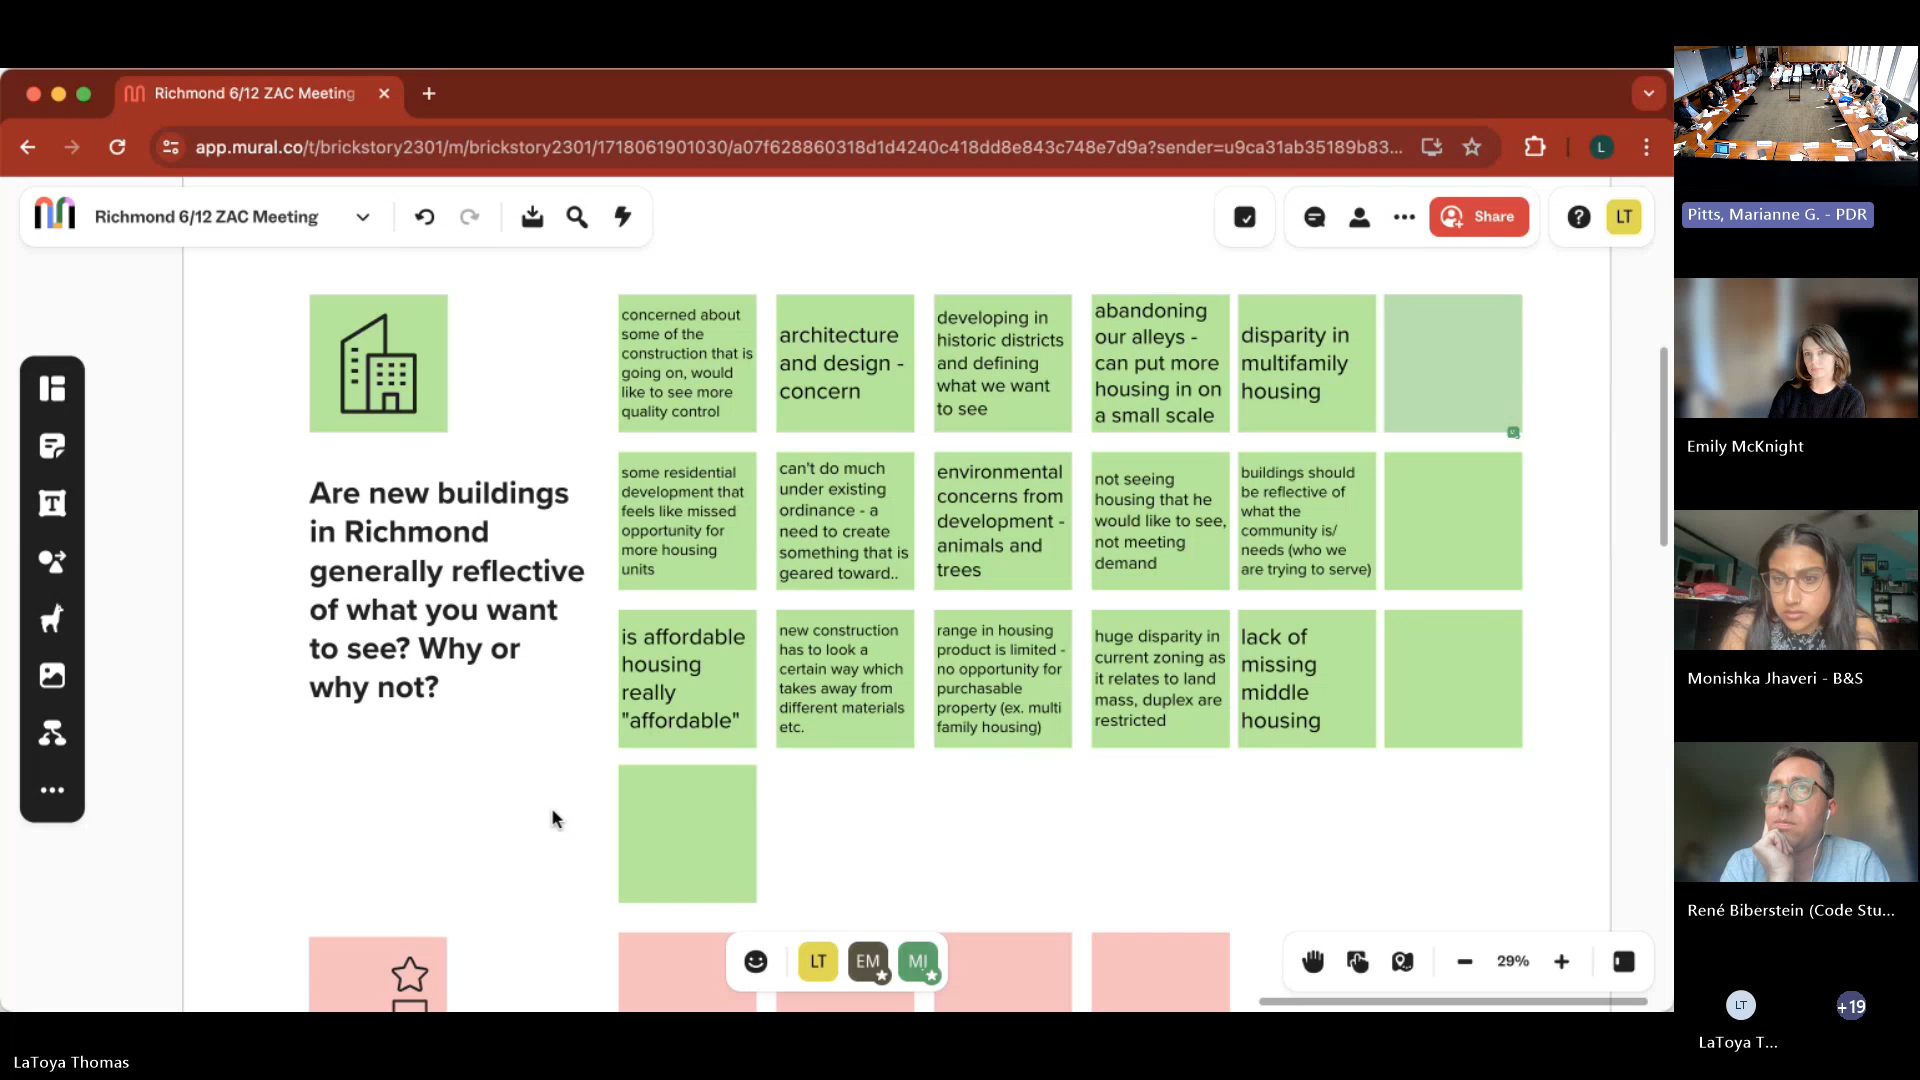 Richmond 6/12 ZAC Meeting
app.mural.co/t/brickstory2301/m/brickstory2301/1718061901030/a07f628860318d1d4240c418dd8e843c748e7d9a?sender=u9ca31ab35189b83...
L
Richmond 6/12 ZAC Meeting
Share
LT
Are new buildings
in Richmond
generally reflective
of what you want
to see? Why or
why not?
concerned about
some of the
construction that is
going on, would
like to see more
quality control
architecture
and design -
concern
developing in
historic districts
and defining
what we want
to see
abandoning
our alleys -
can put more
housing in on
a small scale
disparity in
multifamily
housing
some residential
development that
feels like missed
opportunity for
more housing
units
can't do much
under existing
ordinance - a
need to create
something that is
geared toward..
environmental
concerns from
development -
animals and
trees
not seeing
housing that he
would like to see,
not meeting
demand
buildings should
be reflective of
what the
community is/
needs (who we
are trying to serve)
is affordable
housing
really
"affordable"
new construction
has to look a
certain way which
takes away from
different materials
etc.
range in housing
product is limited -
no opportunity for
purchasable
property (ex. multi
family housing)
huge disparity in
current zoning as
it relates to land
mass, duplex are
restricted
lack of
missing
middle
housing
LT
EM
MI
29%
Pitts, Marianne G. - PDR
Emily McKnight
Monishka Jhaveri - B&S
René Biberstein (Code Stu...
LT
+19
LaToya T...
LaToya Thomas